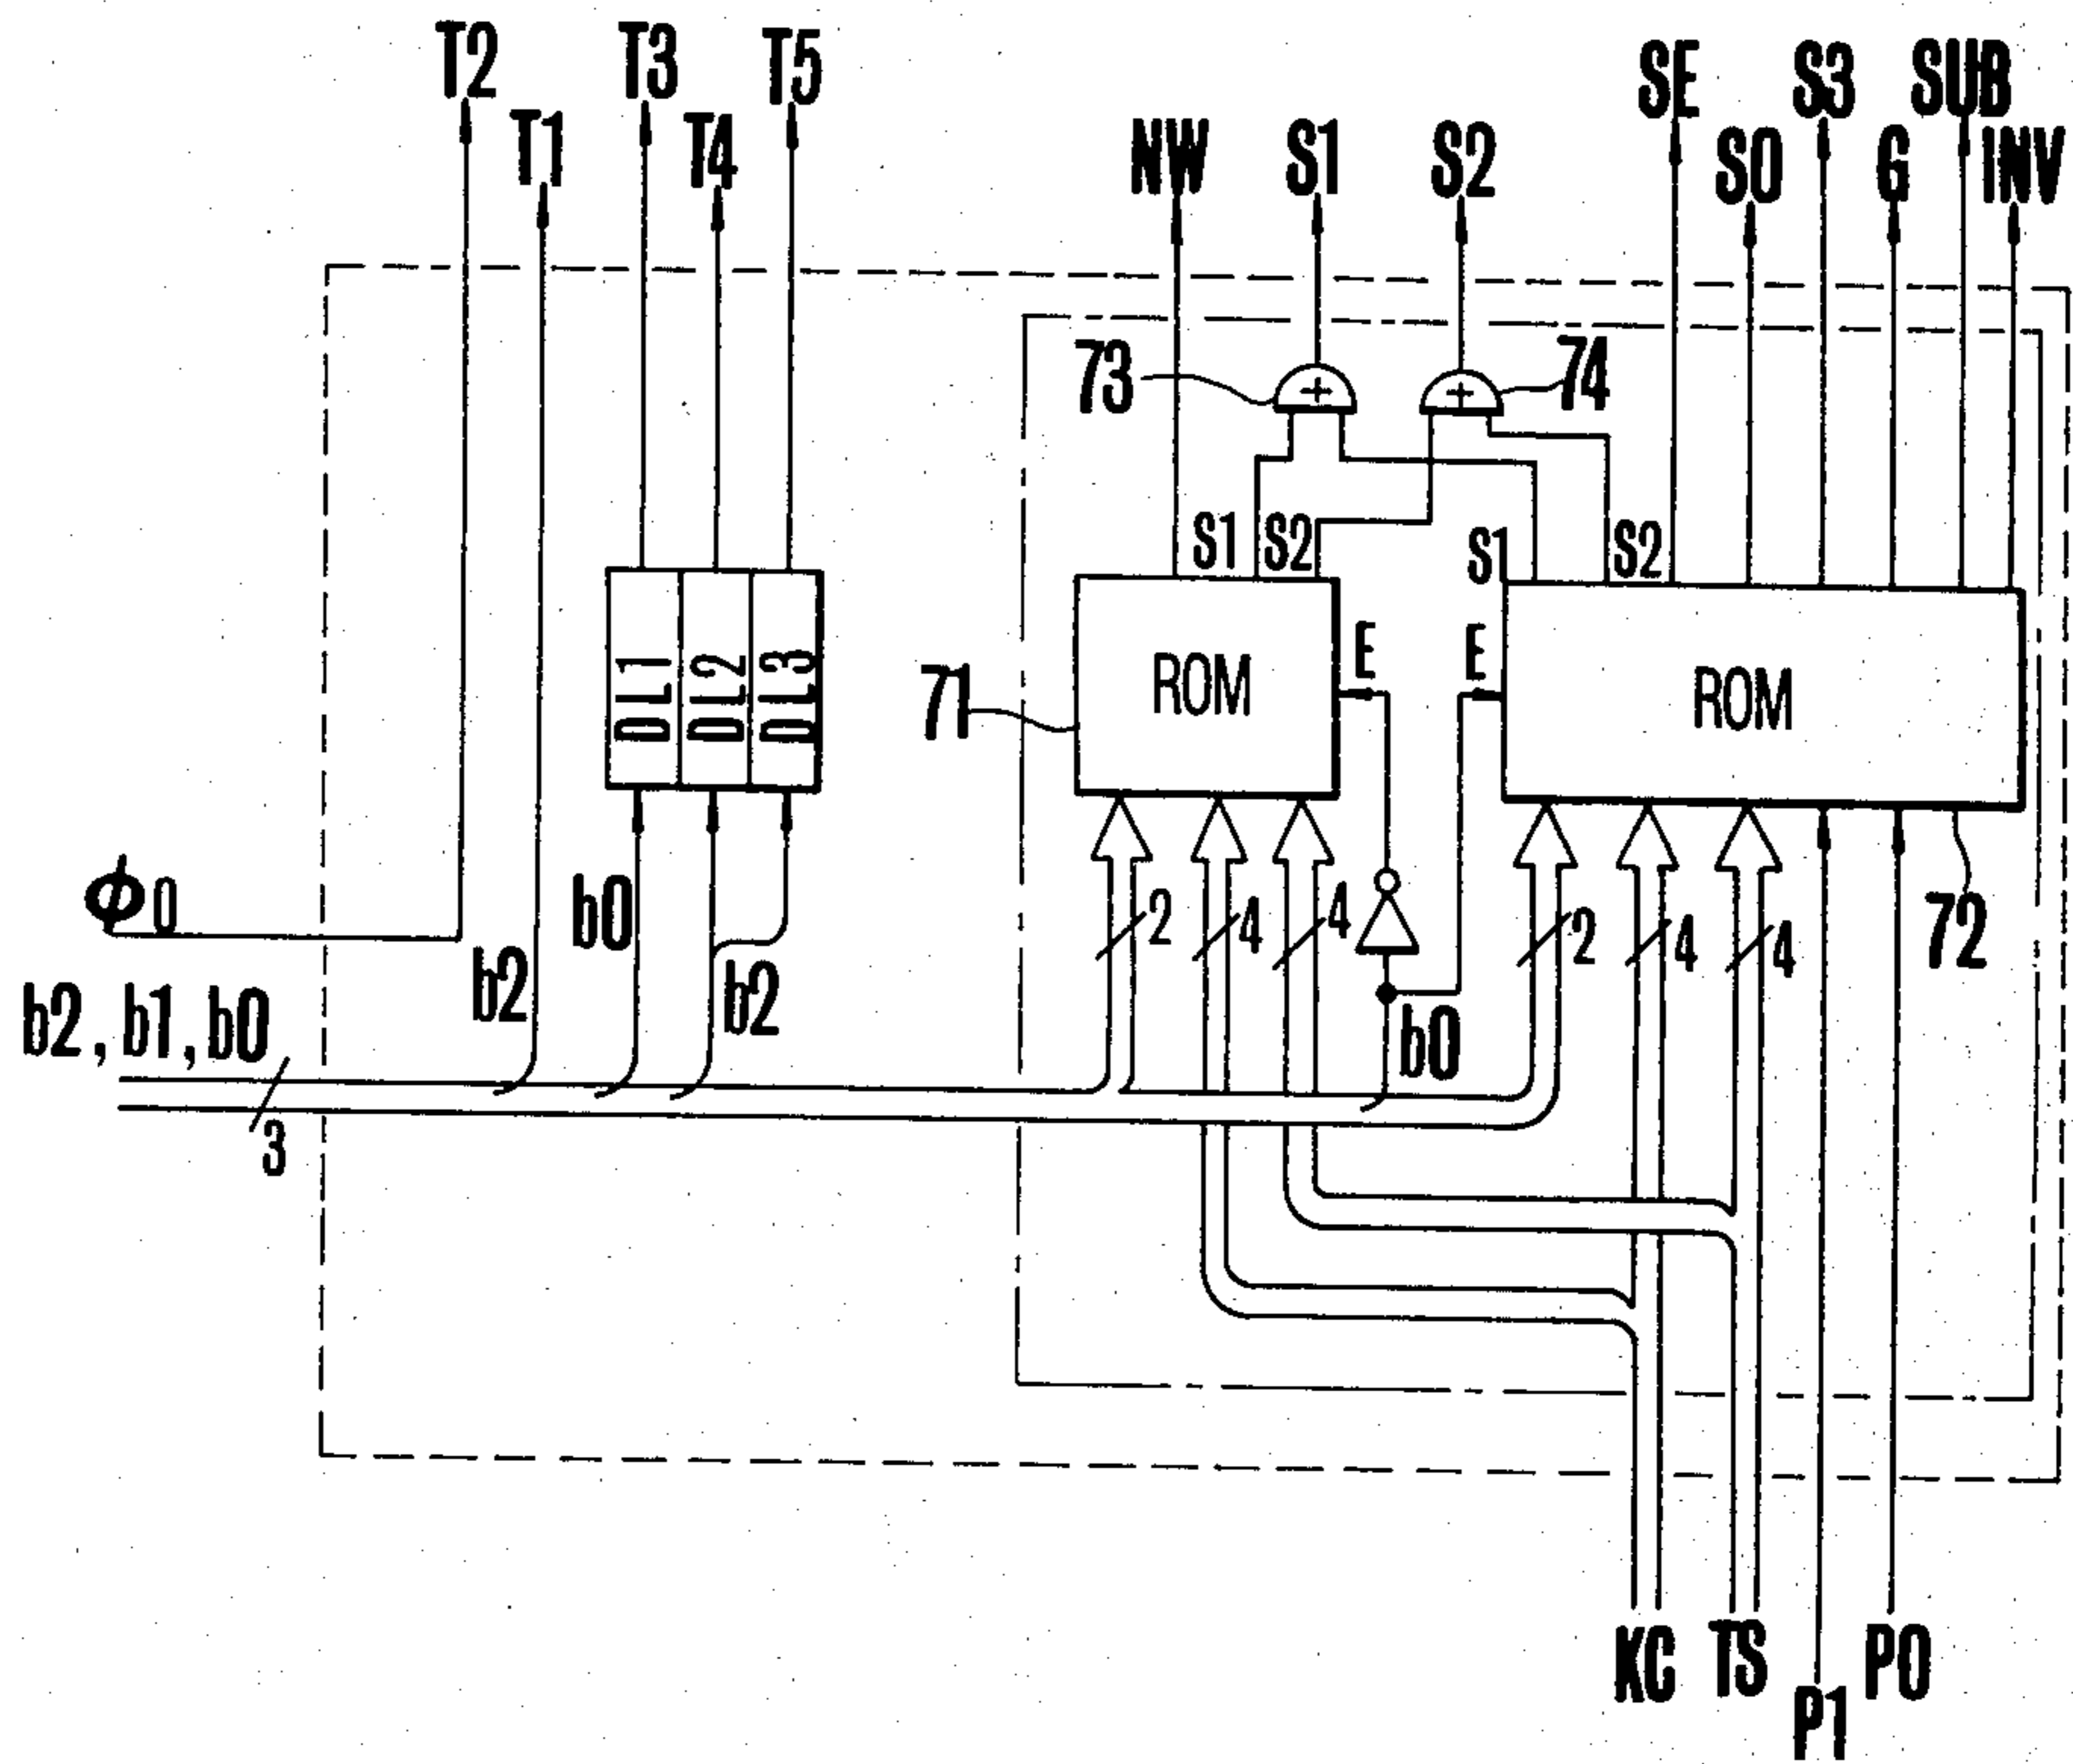 T2
T3
T5
T1
T4
NW
S1
S2
SE
S3
SUB
S0
G
INV
73
74
S1
S2
S1
S2
DL1
DL2
DL3
71
ROM
E
E
ROM
ϕ0
b2
b0
b2
2
4
4
2
4
4
72
b2, b1, b0
3
b0
KC
TS
P1
P0